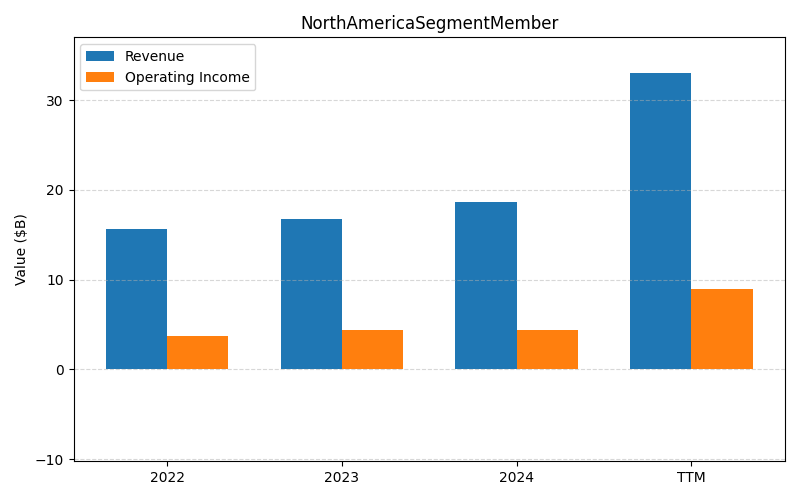 NorthAmericaSegmentMember
Revenue
Operating Income
Value ($B)
30
20
10
0
−10
2022
2023
2024
TTM